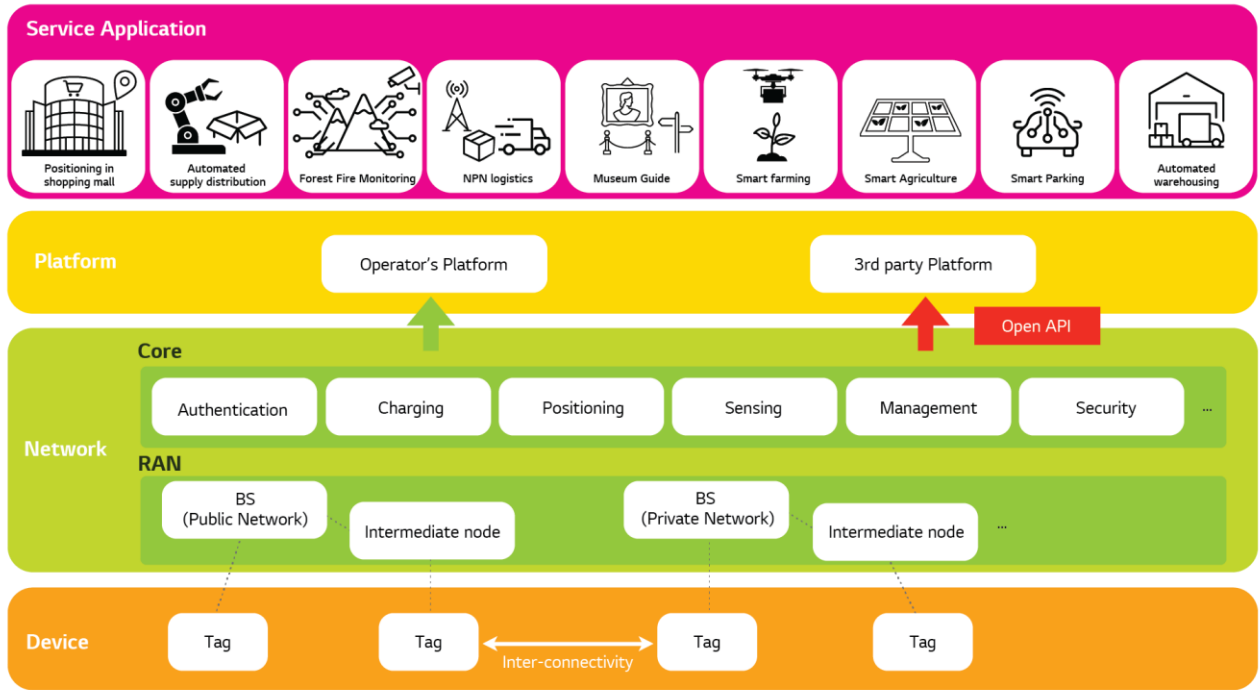 Service Application
Positioning in
shopping mall
Automated
supply distribution
Forest Fire Monitoring
NPN logistics
Museum Guide
Smart farming
Smart Agriculture
Smart Parking
Automated
warehousing
Platform
Operator's Platform
3rd party Platform
Open API
Network
Core
Authentication
Charging
Positioning
Sensing
Management
Security
...
RAN
BS
(Public Network)
Intermediate node
BS
(Private Network)
Intermediate node
...
Device
Tag
Tag
Inter-connectivity
Tag
Tag